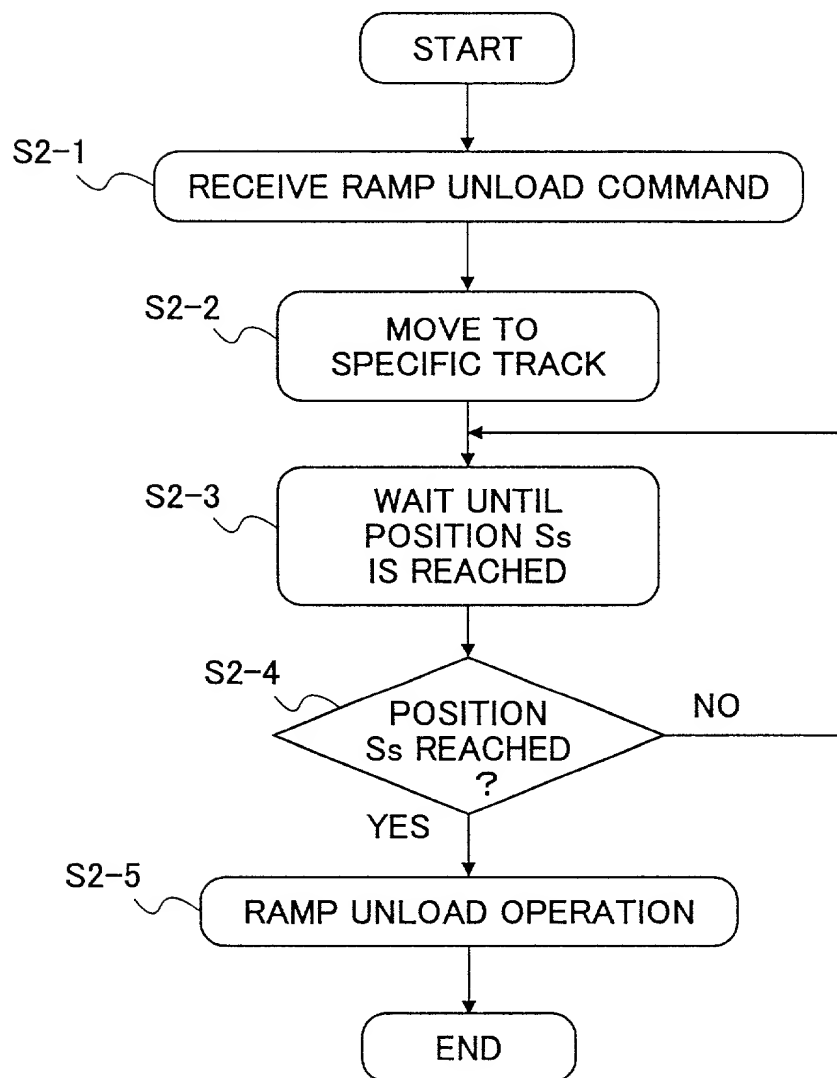 START
S2-1
RECEIVE RAMP UNLOAD COMMAND
S2-2
MOVE TO
SPECIFIC TRACK
S2-3
WAIT UNTIL
POSITION Ss
IS REACHED
S2-4
POSITION
Ss REACHED
?
NO
YES
S2-5
RAMP UNLOAD OPERATION
END